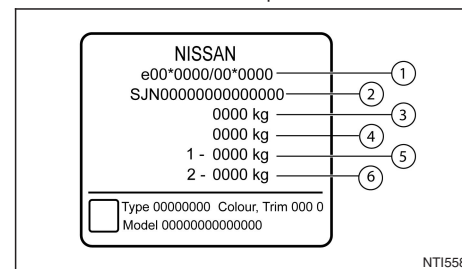 NISSAN
e00*0000/00*0000 1
SJN00000000000000 2
0000 kg 3
0000 kg 4
1 - 0000 kg 5
2 - 0000 kg 6
Type 00000000 Colour, Trim 000 0
Model 00000000000000